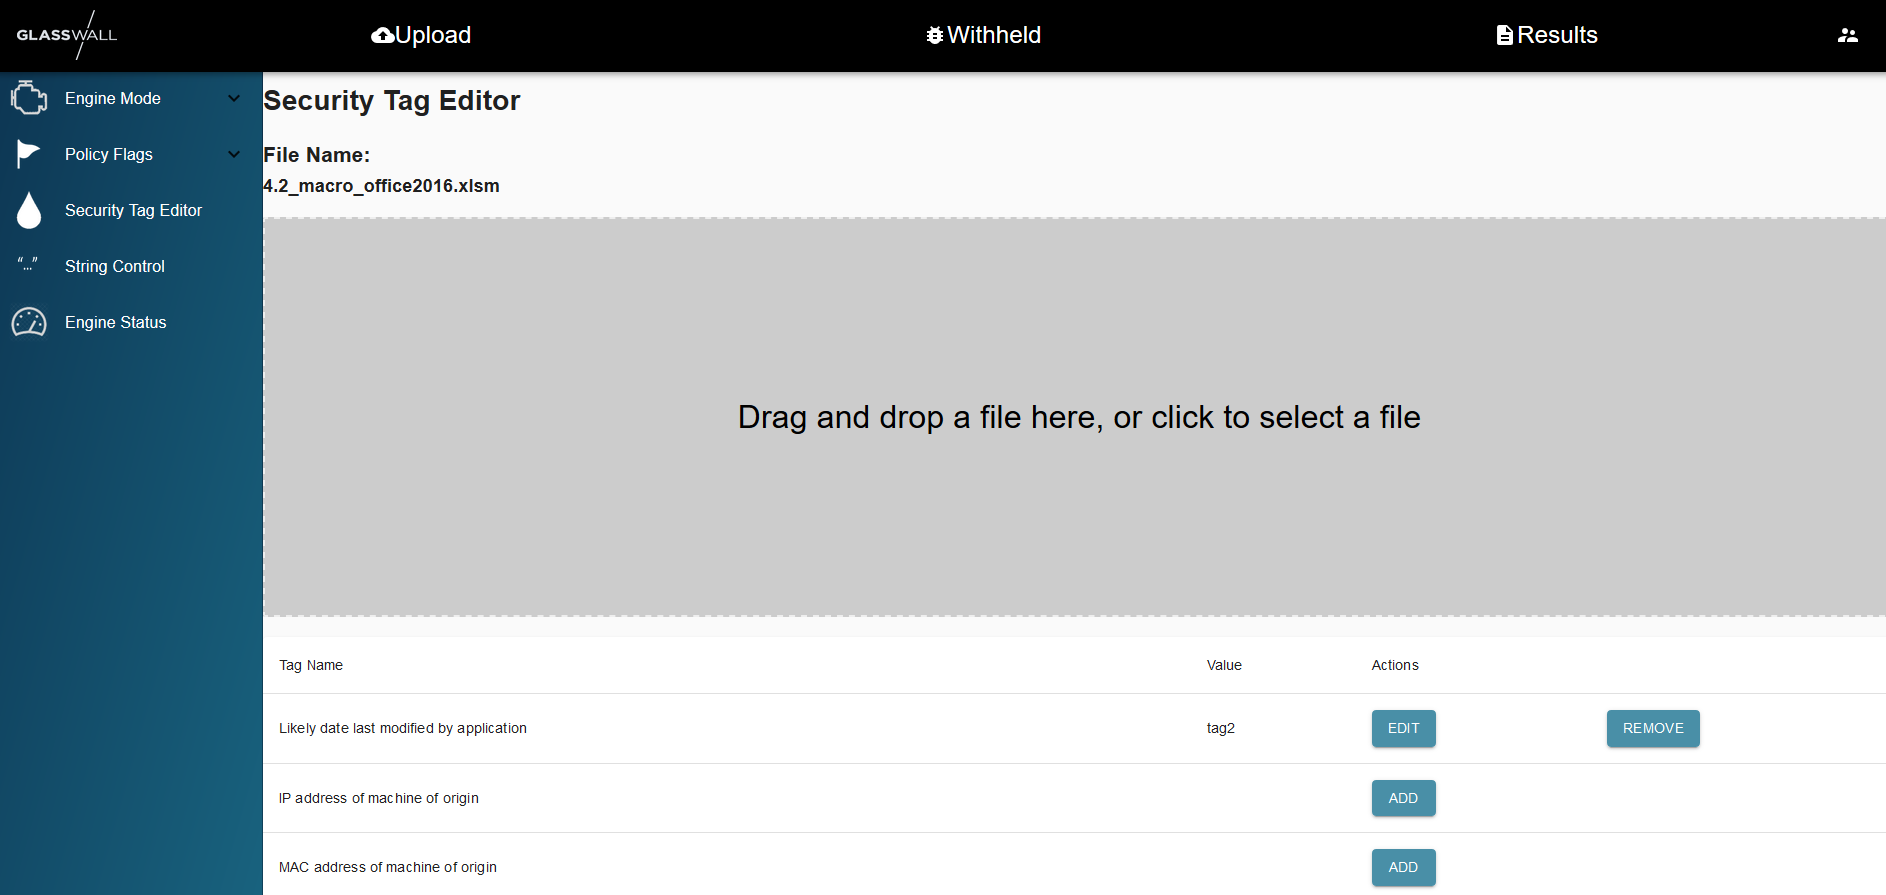 GLASSWALL
Upload
Withheld
Results
Engine Mode
Policy Flags
Security Tag Editor
"..." String Control
Engine Status
Security Tag Editor
File Name:
4.2_macro_office2016.xlsm
Drag and drop a file here, or click to select a file
Tag Name Value Actions
Likely date last modified by application tag2 EDIT REMOVE
IP address of machine of origin ADD
MAC address of machine of origin ADD